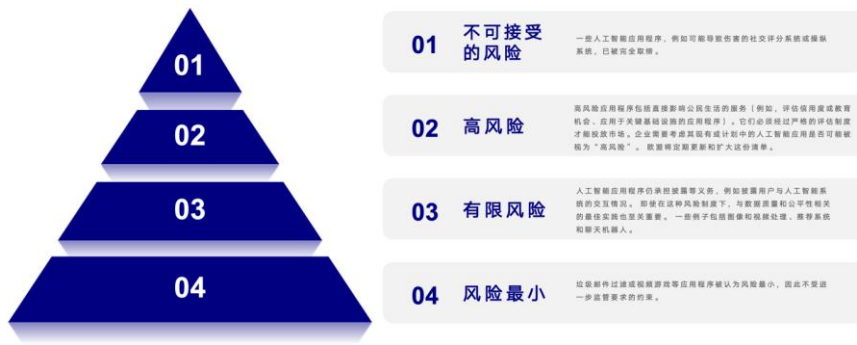 01
02
03
04
01
不可接受
的风险
一些人工智能应用程序，例如可能导致伤害的社交评分系统或操纵
系统，已被完全取缔。
02
高风险
高风险应用程序包括直接影响公民生活的服务（例如，评估信用度或教育
机会、应用于关键基础设施的应用程序）。它们必须经过严格的评估制度
才能投放市场。企业需要考虑其现有或计划中的人工智能应用是否可能被
视为“高风险”。 欧盟将定期更新和扩大这份清单。
03
有限风险
人工智能应用程序仍承担披露等义务，例如披露用户与人工智能系
统的交互情况。 即使在这种风险制度下，与数据质量和公平性相关
的最佳实践也至关重要。 一些例子包括图像和视频处理、推荐系统
和聊天机器人。
04
风险最小
垃圾邮件过滤或视频游戏等应用程序被认为风险最小，因此不受进
一步监管要求的约束。